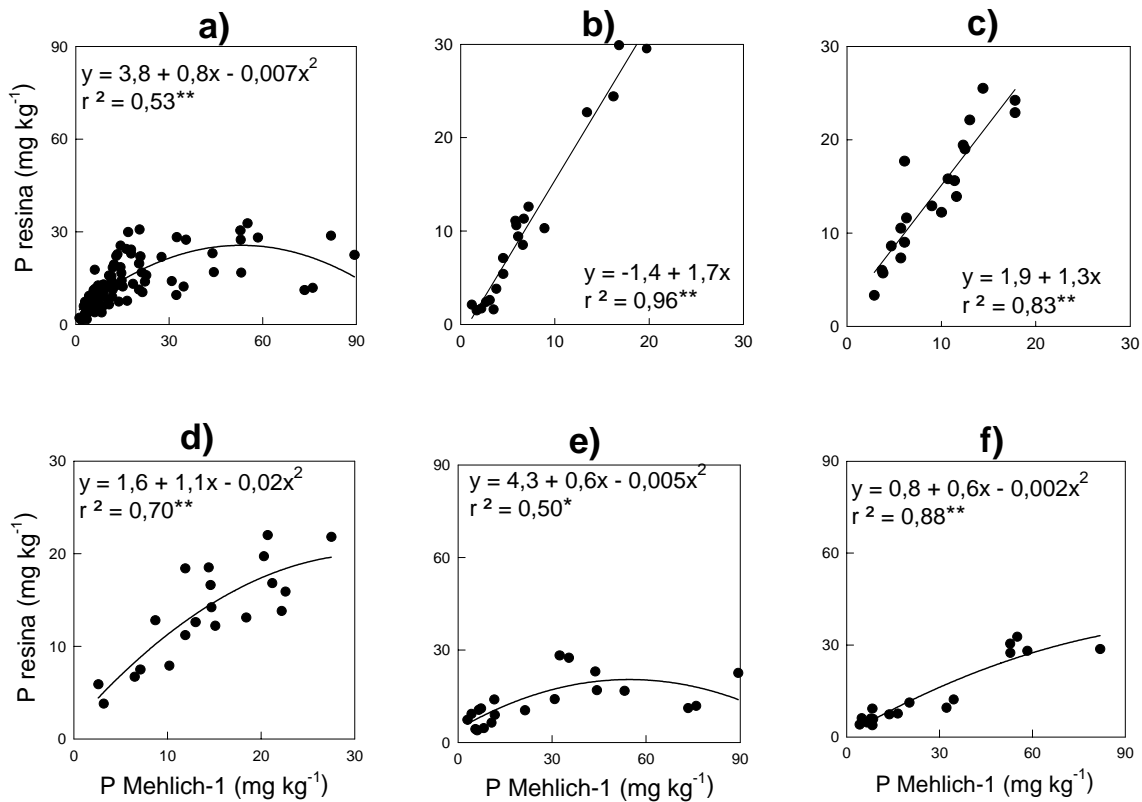 a)
y = 3,8 + 0,8x - 0,007x²
r ² = 0,53**
P resina (mg kg⁻¹)
90
60
30
0
0 30 60 90
b)
30
20
10
0
y = -1,4 + 1,7x
r ² = 0,96**
0 10 20 30
c)
30
20
10
0
y = 1,9 + 1,3x
r ² = 0,83**
0 10 20 30
d)
y = 1,6 + 1,1x - 0,02x²
r ² = 0,70**
P resina (mg kg⁻¹)
30
20
10
0
0 10 20 30
P Mehlich-1 (mg kg⁻¹)
e)
y = 4,3 + 0,6x - 0,005x²
r ² = 0,50*
90
60
30
0
0 30 60 90
P Mehlich-1 (mg kg⁻¹)
f)
y = 0,8 + 0,6x - 0,002x²
r ² = 0,88**
90
60
30
0
0 30 60 90
P Mehlich-1 (mg kg⁻¹)